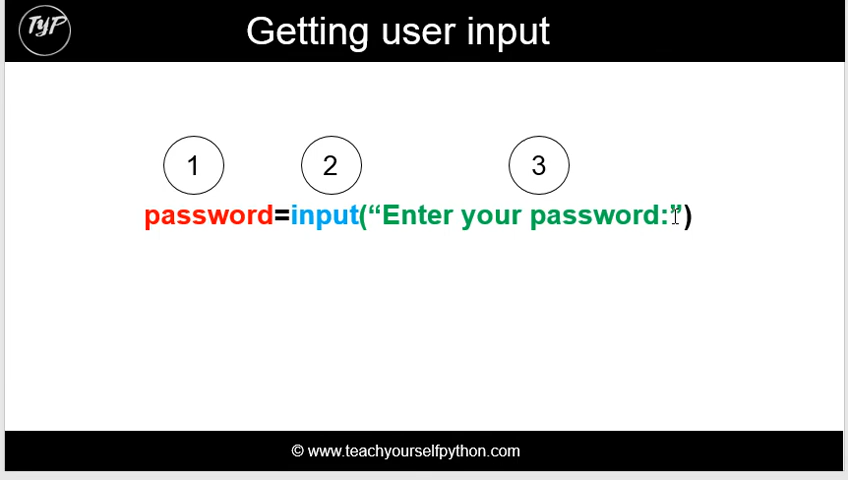 TyP
Getting user input
1 2 3
password=input(“Enter your password:”)
© www.teachyourselfpython.com